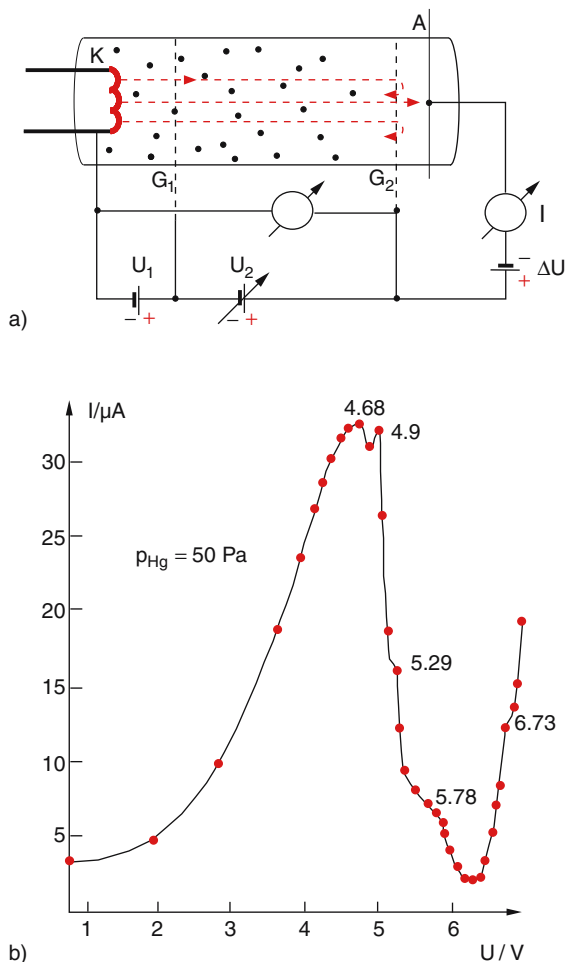 A
K
G₁
G₂
I
U₁
U₂
− ΔU
− +
− +
+
a)
I/μA
4.68
4.9
30
25
p_Hg = 50 Pa
20
5.29
15
6.73
10
5.78
5
1 2 3 4 5 6
b)
U / V